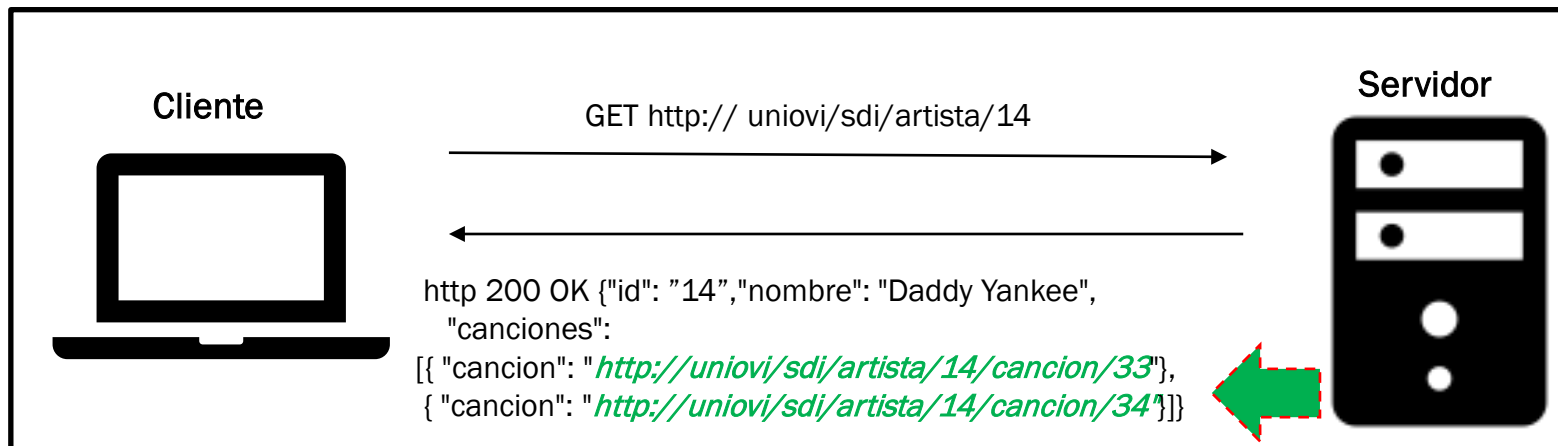 Cliente
Servidor
GET http:// uniovi/sdi/artista/14
http 200 OK {"id": ”14”,"nombre": "Daddy Yankee",
"canciones":
[{ "cancion": "http://uniovi/sdi/artista/14/cancion/33"},
{ "cancion": "http://uniovi/sdi/artista/14/cancion/34"}]}